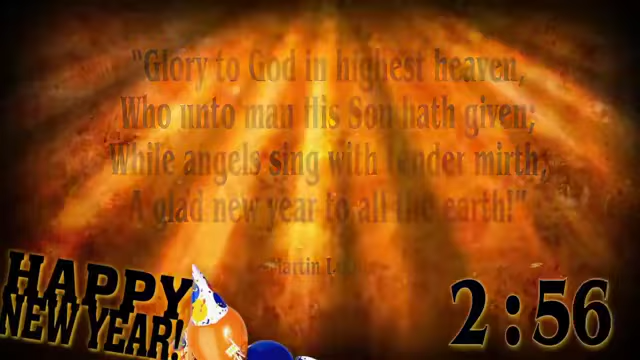 “Glory to God in highest heaven,
Who unto man His Son hath given;
While angels sing with tender mirth,
A glad new year to all the earth!”
Martin
HAPPY
NEW YEAR!
2:56